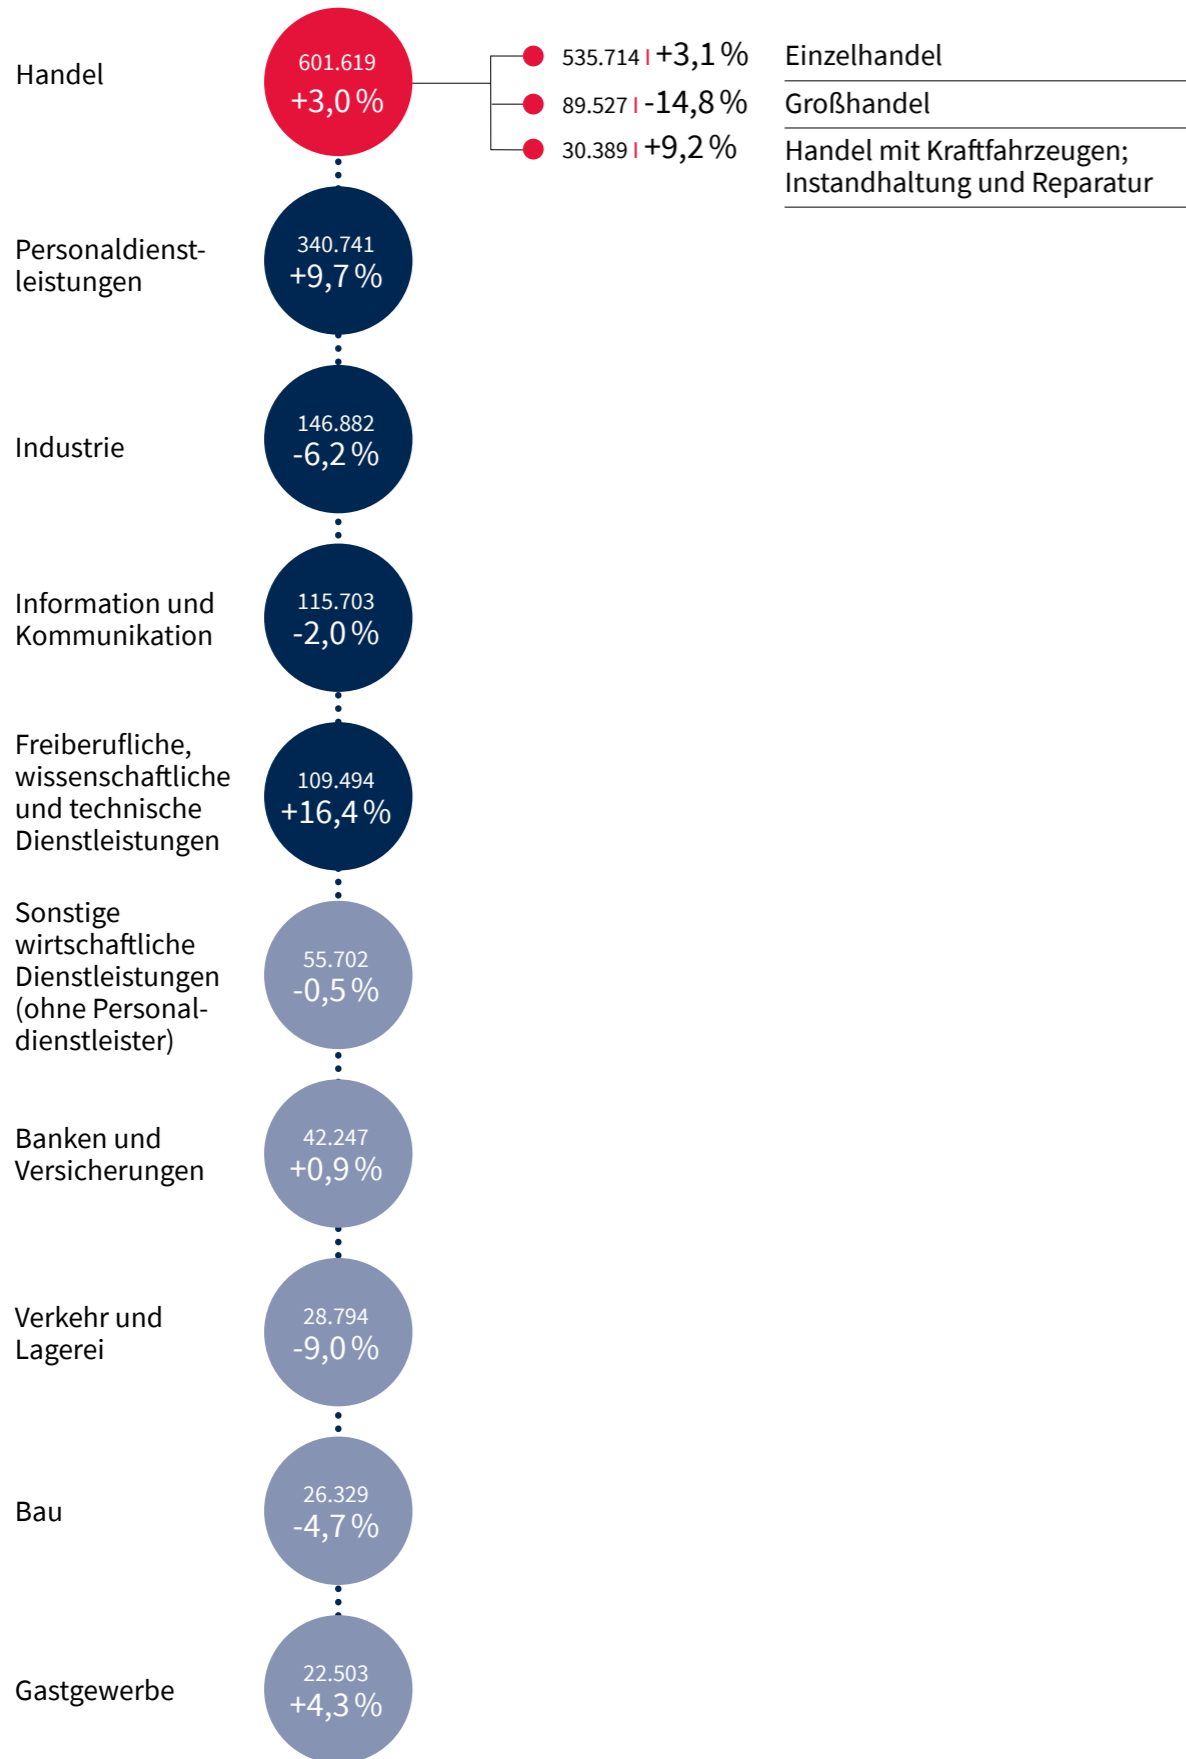 Handel
601.619
+3,0 %
535.714 I +3,1 % Einzelhandel
89.527 I -14,8 % Großhandel
30.389 I +9,2 % Handel mit Kraftfahrzeugen;
Instandhaltung und Reparatur
Personaldienst-
leistungen
340.741
+9,7 %
Industrie
146.882
-6,2 %
Information und
Kommunikation
115.703
-2,0 %
Freiberufliche,
wissenschaftliche
und technische
Dienstleistungen
109.494
+16,4 %
Sonstige
wirtschaftliche
Dienstleistungen
(ohne Personal-
dienstleister)
55.702
-0,5 %
Banken und
Versicherungen
42.247
+0,9 %
Verkehr und
Lagerei
28.794
-9,0 %
Bau
26.329
-4,7 %
Gastgewerbe
22.503
+4,3 %